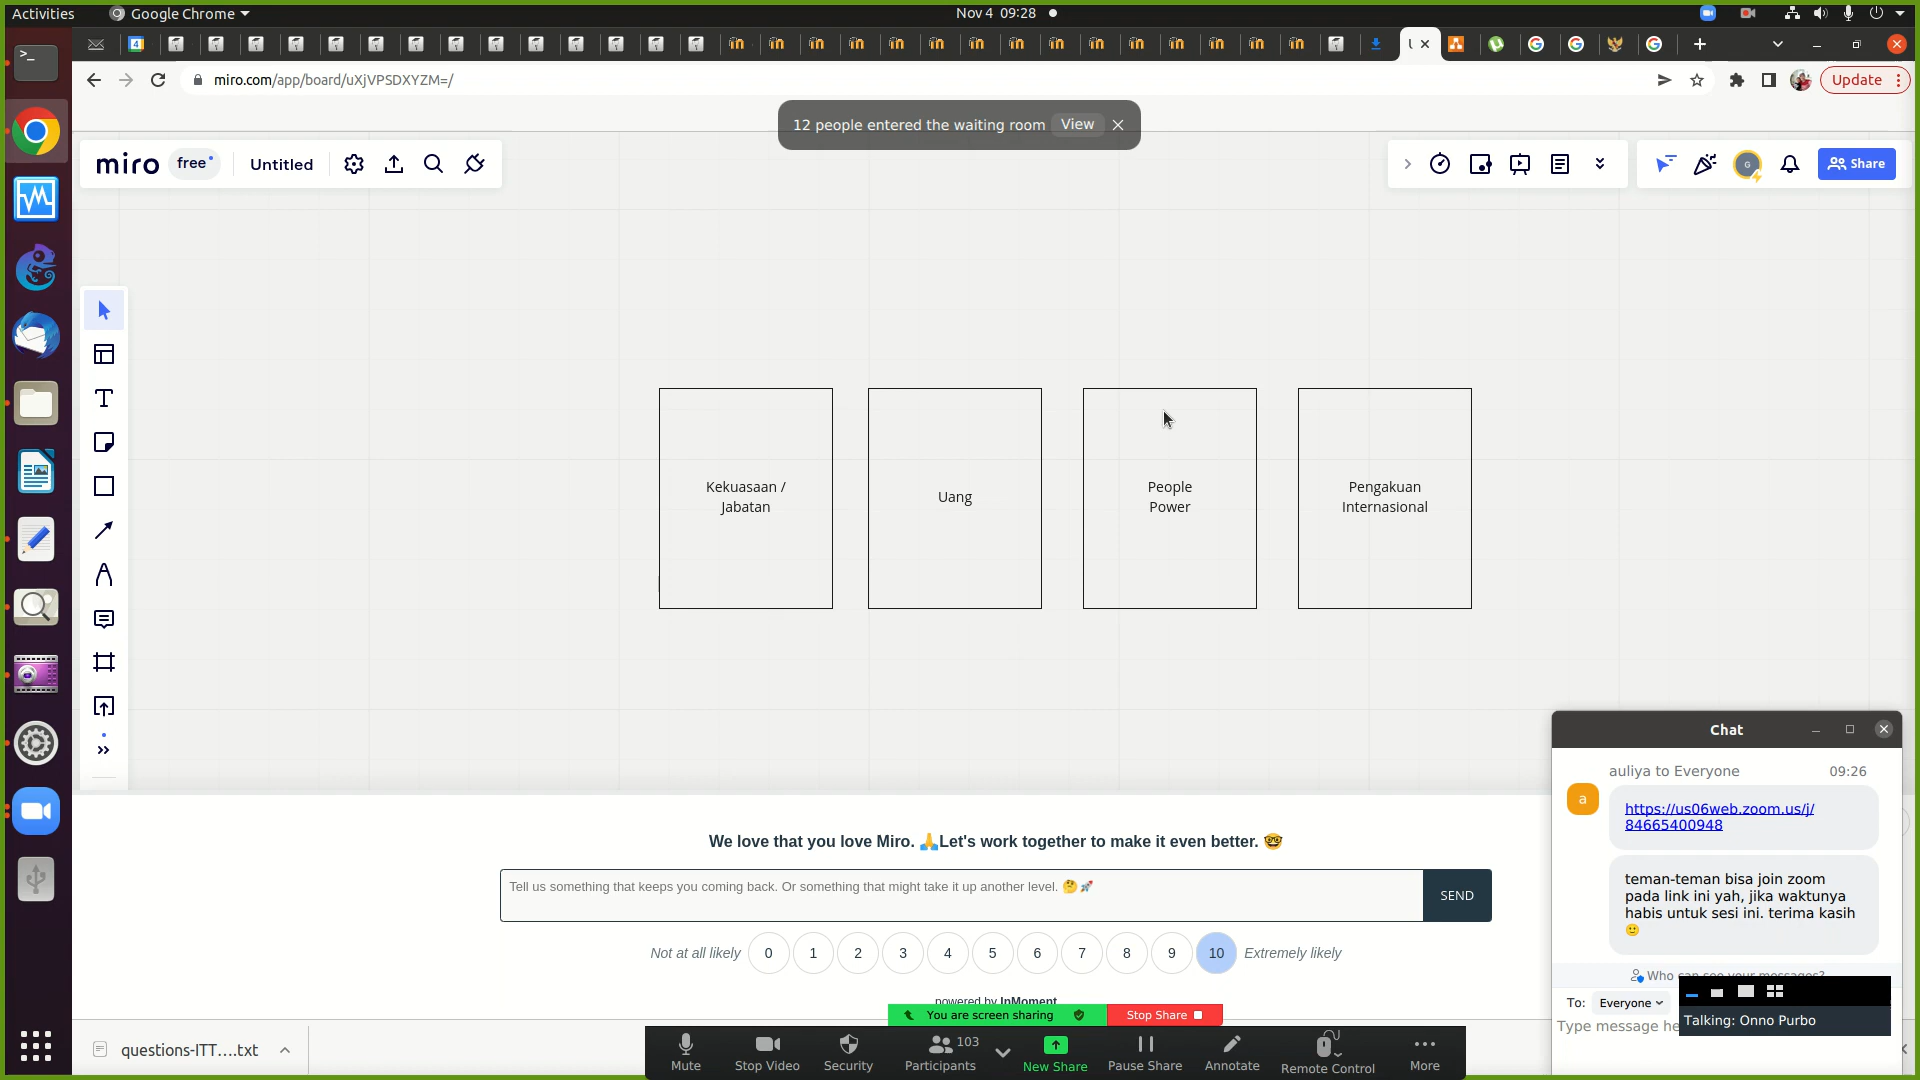 Activities
Google Chrome
Nov 4 09:28
miro.com/app/board/uXjVPSDXYZM=/
Update
12 people entered the waiting room View
miro free Untitled
Share
Kekuasaan /
Jabatan
Uang
People
Power
Pengakuan
Internasional
We love that you love Miro. 🙏Let's work together to make it even better. 🤓
Tell us something that keeps you coming back. Or something that might take it up another level. 🤔🚀
SEND
Not at all likely 0 1 2 3 4 5 6 7 8 9 10 Extremely likely
powered by InMoment
You are screen sharing
Stop Share
questions-ITT....txt
Mute
Stop Video
Security
103
Participants
New Share
Pause Share
Annotate
Remote Control
More
Chat
auliya to Everyone 09:26
a
https://us06web.zoom.us/j/
84665400948
teman-teman bisa join zoom
pada link ini yah, jika waktunya
habis untuk sesi ini. terima kasih
🙂
Who can see your messages?
To: Everyone
Type message he
Talking: Onno Purbo